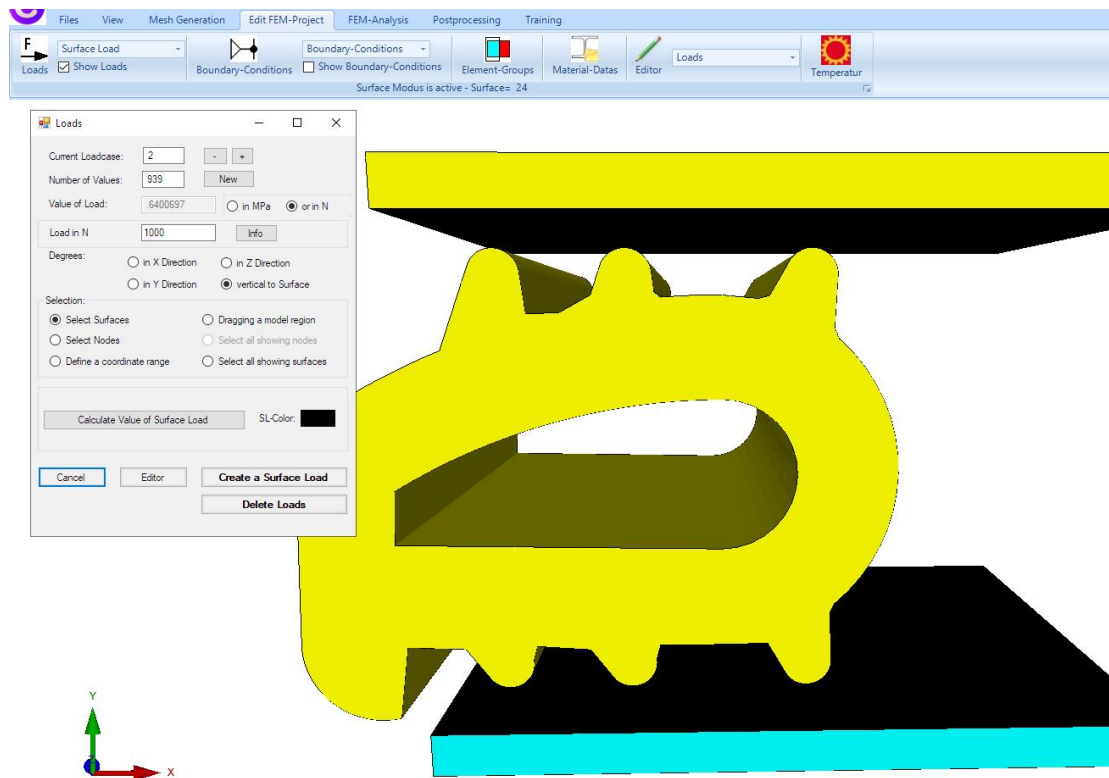 Files View Mesh Generation Edit FEM-Project FEM-Analysis Postprocessing Training
F Surface Load Boundary-Conditions Loads
Loads Show Loads Boundary-Conditions Show Boundary-Conditions Element-Groups Material-Datas Editor Temperatur
Surface Modus is active - Surface= 24
Loads
Current Loadcase: 2 - +
Number of Values: 939 New
Value of Load: .6400697 in MPa or in N
Load in N 1000 Info
Degrees: in X Direction in Z Direction
in Y Direction vertical to Surface
Selection:
Select Surfaces Dragging a model region
Select Nodes Select all showing nodes
Define a coordinate range Select all showing surfaces
Calculate Value of Surface Load SL-Color:
Cancel Editor Create a Surface Load
Delete Loads
Y
X